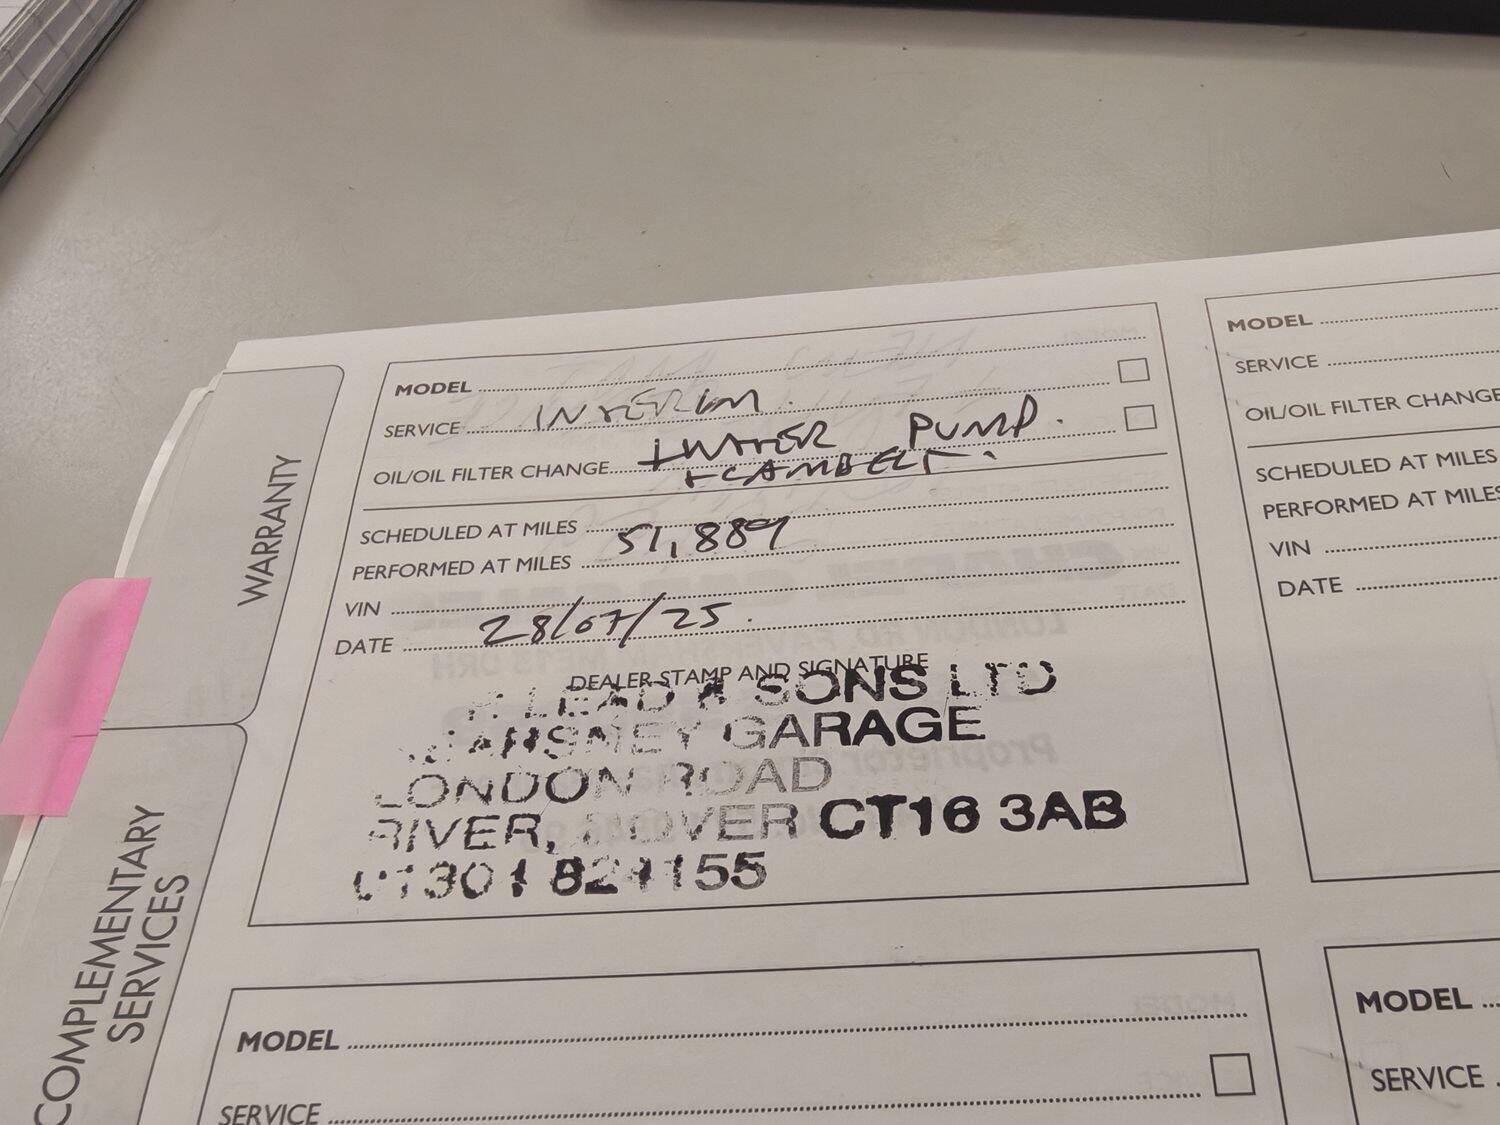 WARRANTY
COMPLEMENTARY
SERVICES
MODEL
SERVICE INTERIM.
OIL/OIL FILTER CHANGE +WATER PUMP.
+CAMBELT.
SCHEDULED AT MILES
PERFORMED AT MILES 51,889
VIN
DATE 28/07/25.
DEALER STAMP AND SIGNATURE
LEAD & SONS LTD
GARAGE
LONDON ROAD
RIVER, DOVER CT16 3AB
MODEL
SERVICE
OIL/OIL FILTER CHANGE
SCHEDULED AT MILES
PERFORMED AT MILES
VIN
DATE
MODEL
SERVICE
MODEL
SERVICE